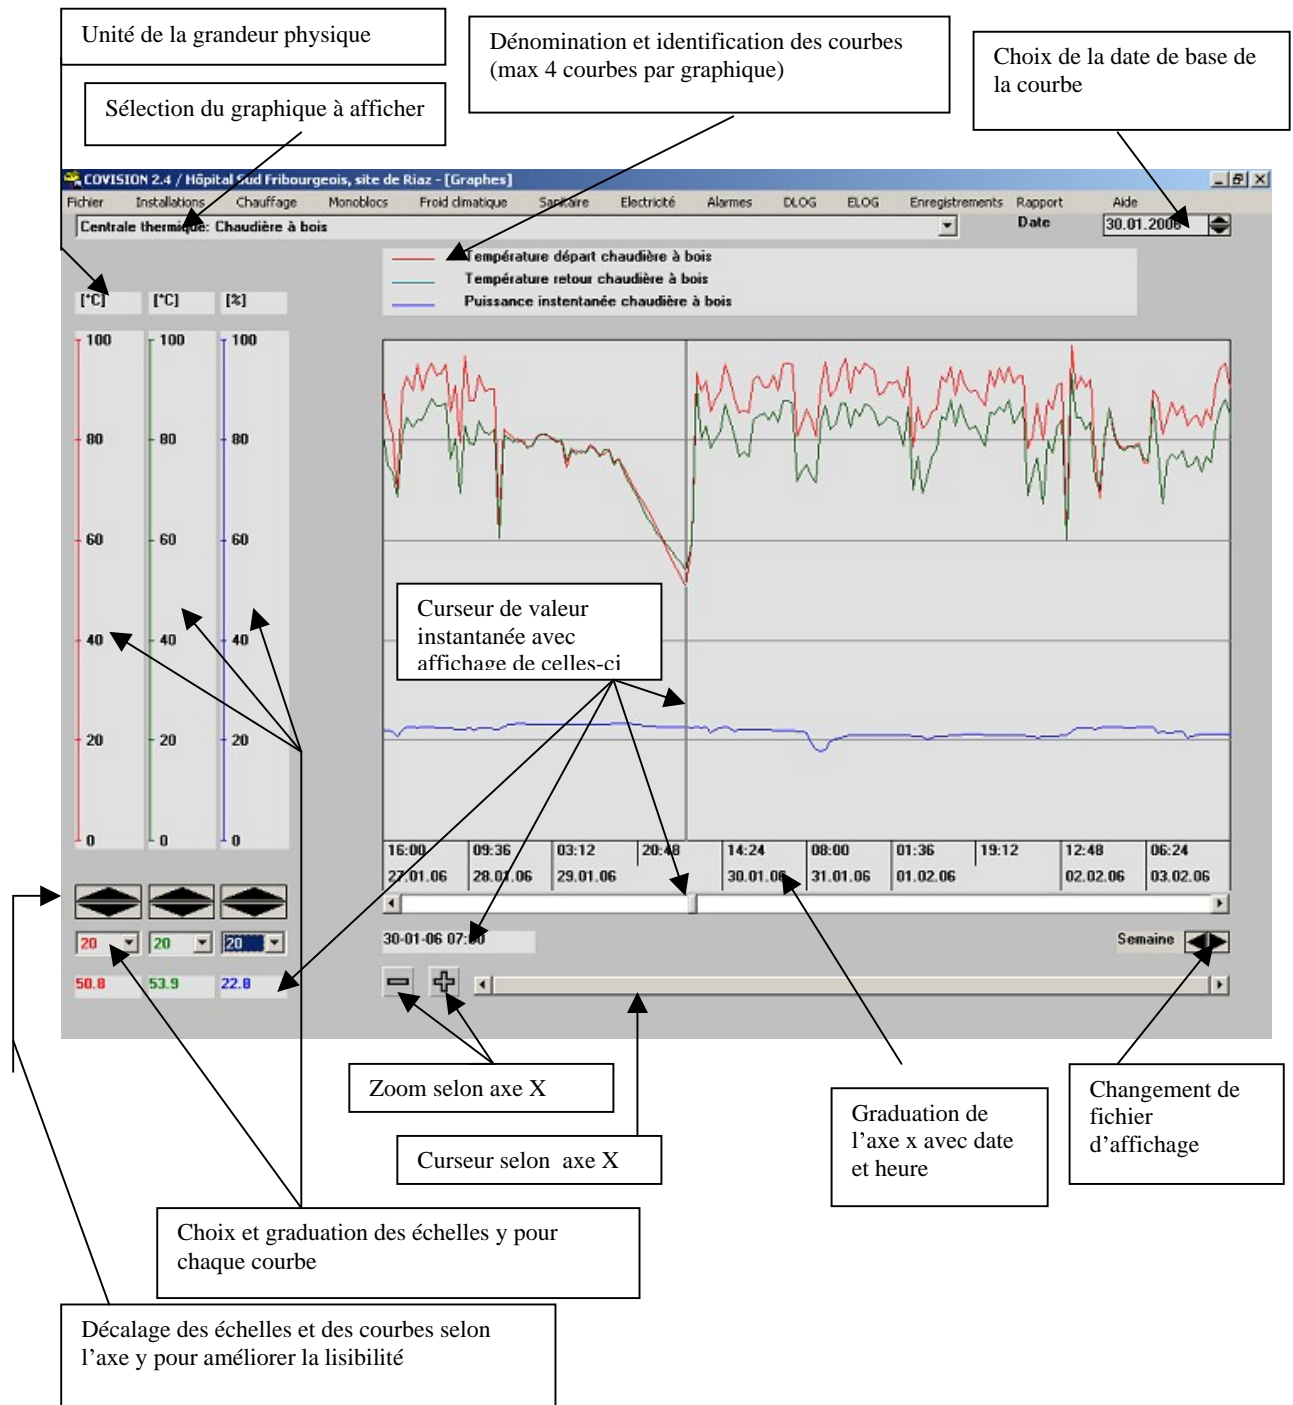 Unité de la grandeur physique
Dénomination et identification des courbes
(max 4 courbes par graphique)
Choix de la date de base de
la courbe
Sélection du graphique à afficher
COVISION 2.4 / Hôpital Sud Fribourgeois, site de Riaz - [Graphes]
Fichier Installations Chauffage Monoblocs Froid climatique Sanitaire Electricité Alarmes DLOG ELOG Enregistrements Rapport Aide
Centrale thermique: Chaudière à bois
Date 30.01.2006
Température départ chaudière à bois
Température retour chaudière à bois
Puissance instentanée chaudière à bois
[°C] [°C] [%]
100 100 100
80 80 80
60 60 60
40 40 40
20 20 20
0 0 0
Curseur de valeur
instantanée avec
affichage de celles-ci
16:00 09:36 03:12 20:48 14:24 08:00 01:36 19:12 12:48 06:24
27.01.06 28.01.06 29.01.06 30.01.06 31.01.06 01.02.06 02.02.06 03.02.06
20 20 20
30-01-06 07:00
Semaine
50.8 53.9 22.8
Zoom selon axe X
Curseur selon axe X
Graduation de
l’axe x avec date
et heure
Changement de
fichier
d’affichage
Choix et graduation des échelles y pour
chaque courbe
Décalage des échelles et des courbes selon
l’axe y pour améliorer la lisibilité